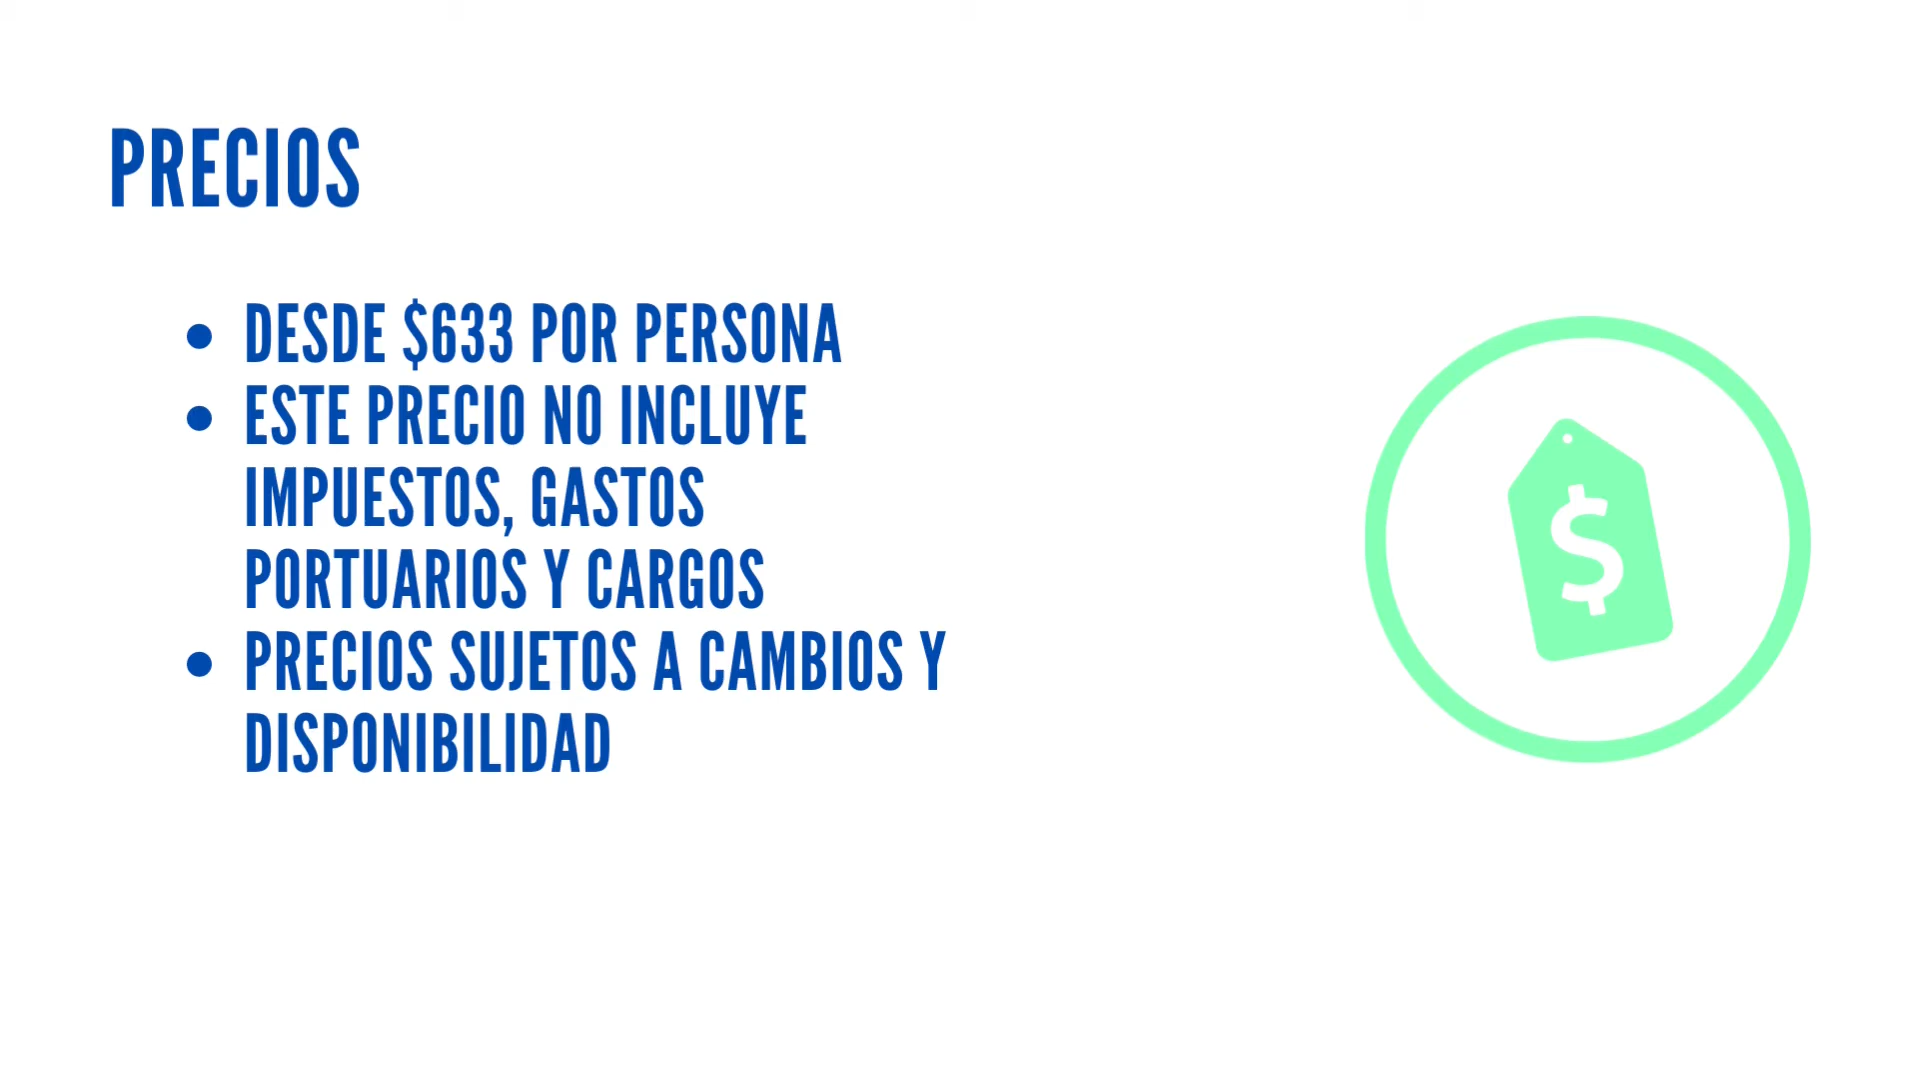 PRECIOS
• DESDE $633 POR PERSONA
• ESTE PRECIO NO INCLUYE
IMPUESTOS, GASTOS
PORTUARIOS Y CARGOS
• PRECIOS SUJETOS A CAMBIOS Y
DISPONIBILIDAD
$